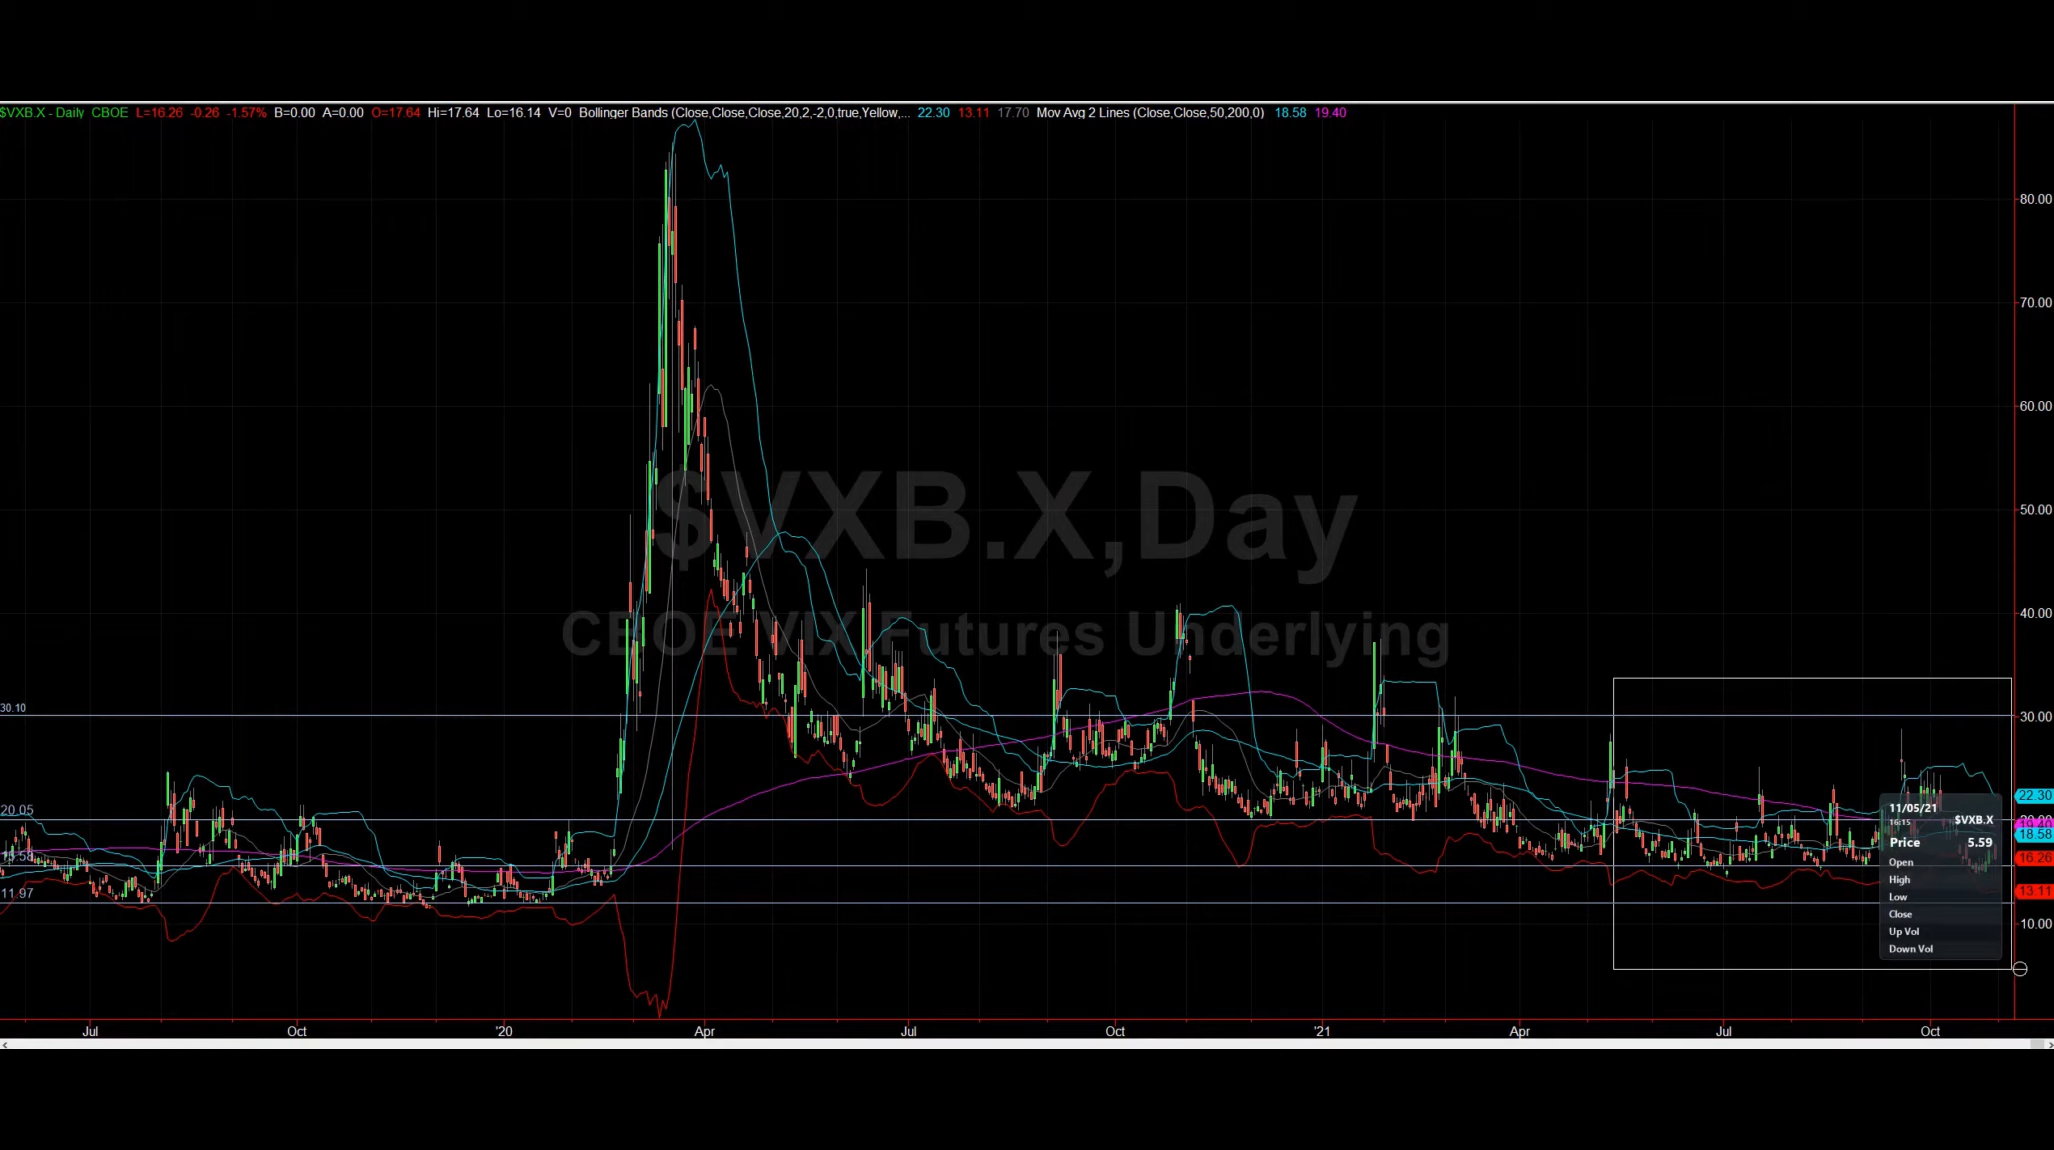 $VXB.X - Daily CBOE L=16.26 -0.26 -1.57% B=0.00 A=0.00 O=17.64 Hi=17.64 Lo=16.14 V=0 Bollinger Bands (Close,Close,Close,20,2,-2,0,true,Yellow,... 22.30 13.11 17.70 Mov Avg 2 Lines (Close,Close,50,200,0) 18.58 19.40
80.00
70.00
60.00
50.00
$VXB.X,Day
CBOE VIX Futures Underlying
40.00
30.10
30.00
22.30
20.05
11/05/21
16:15
$VXB.X
18.58
Price 5.59
16.26
Open
High
13.11
11.97
Low
Close
10.00
Up Vol
Down Vol
Jul Oct '20 Apr Jul Oct '21 Apr Jul Oct